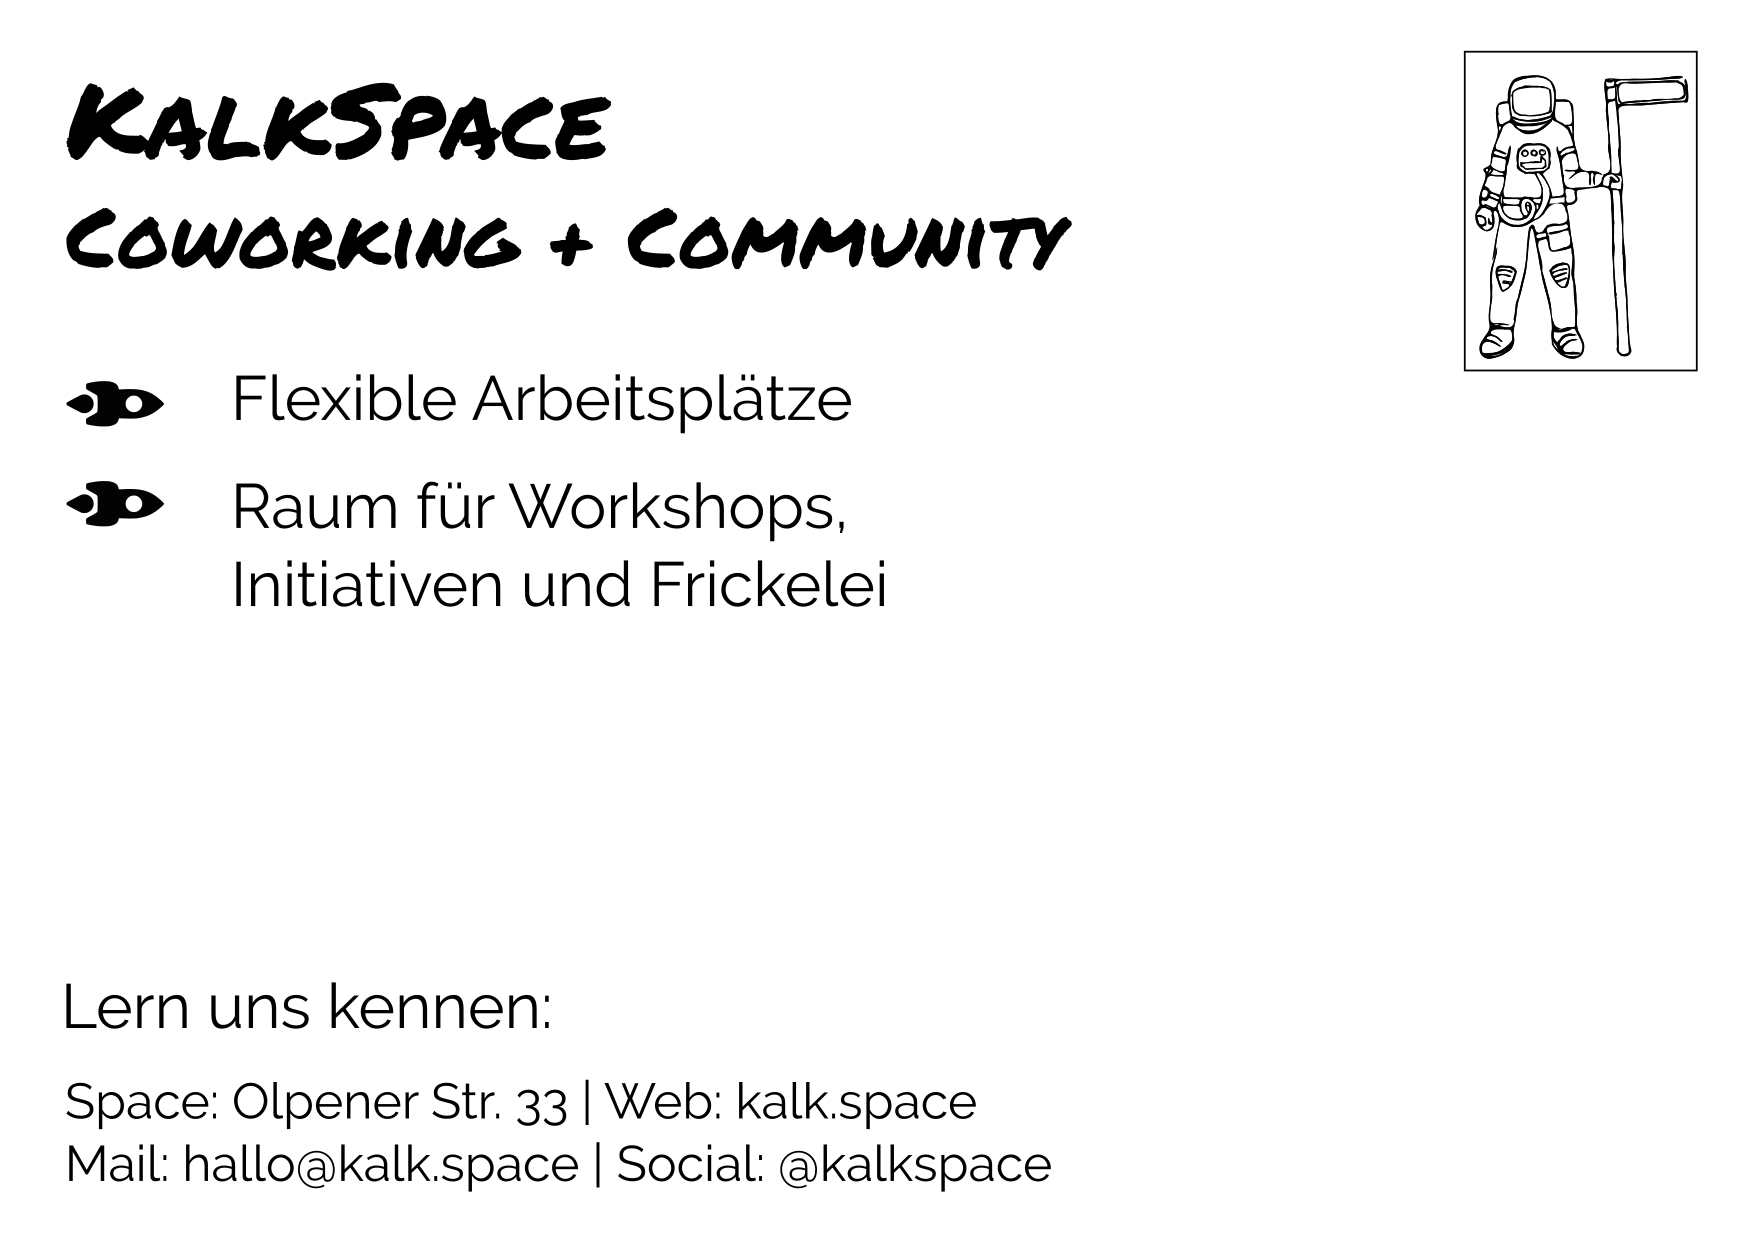 KalkSpace
Coworking + Community
Flexible Arbeitsplätze
Raum für Workshops,
Initiativen und Frickelei
Lern uns kennen:
Space: Olpener Str. 33 | Web: kalk.space
Mail: hallo@kalk.space | Social: @kalkspace